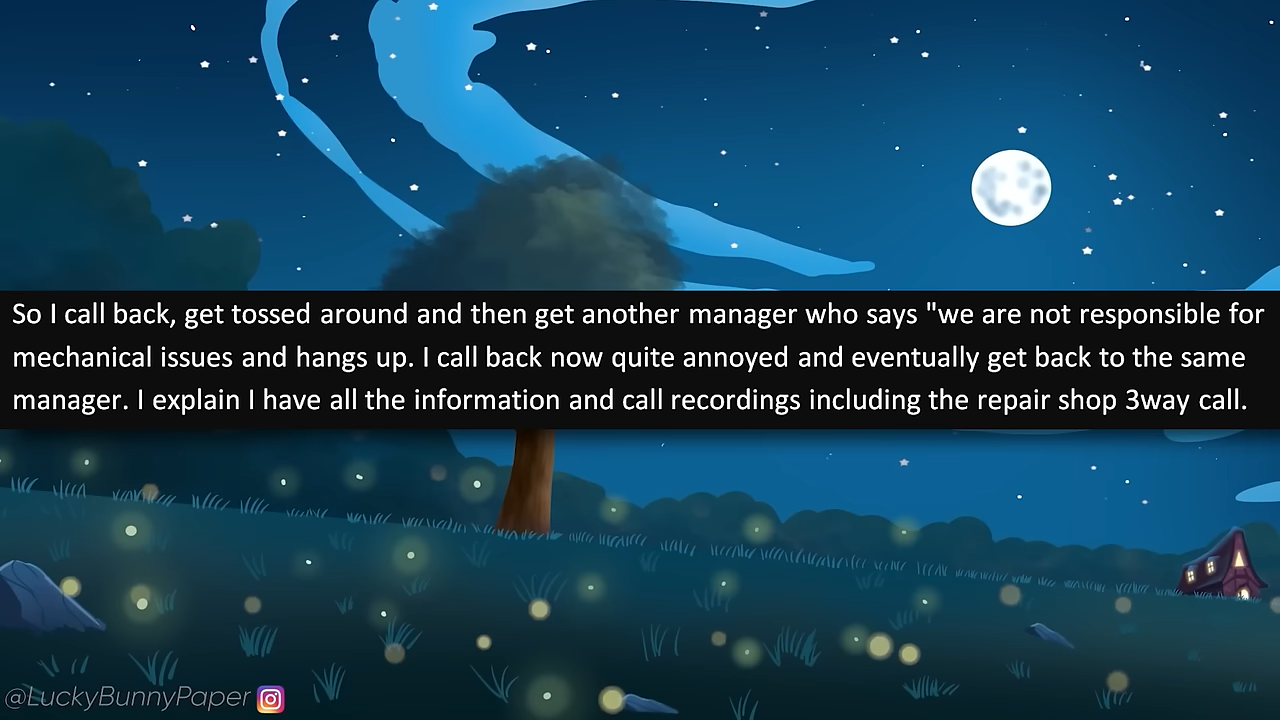 So I call back, get tossed around and then get another manager who says "we are not responsible for
mechanical issues and hangs up. I call back now quite annoyed and eventually get back to the same
manager. I explain I have all the information and call recordings including the repair shop 3way call.
@LuckyBunnyPaper